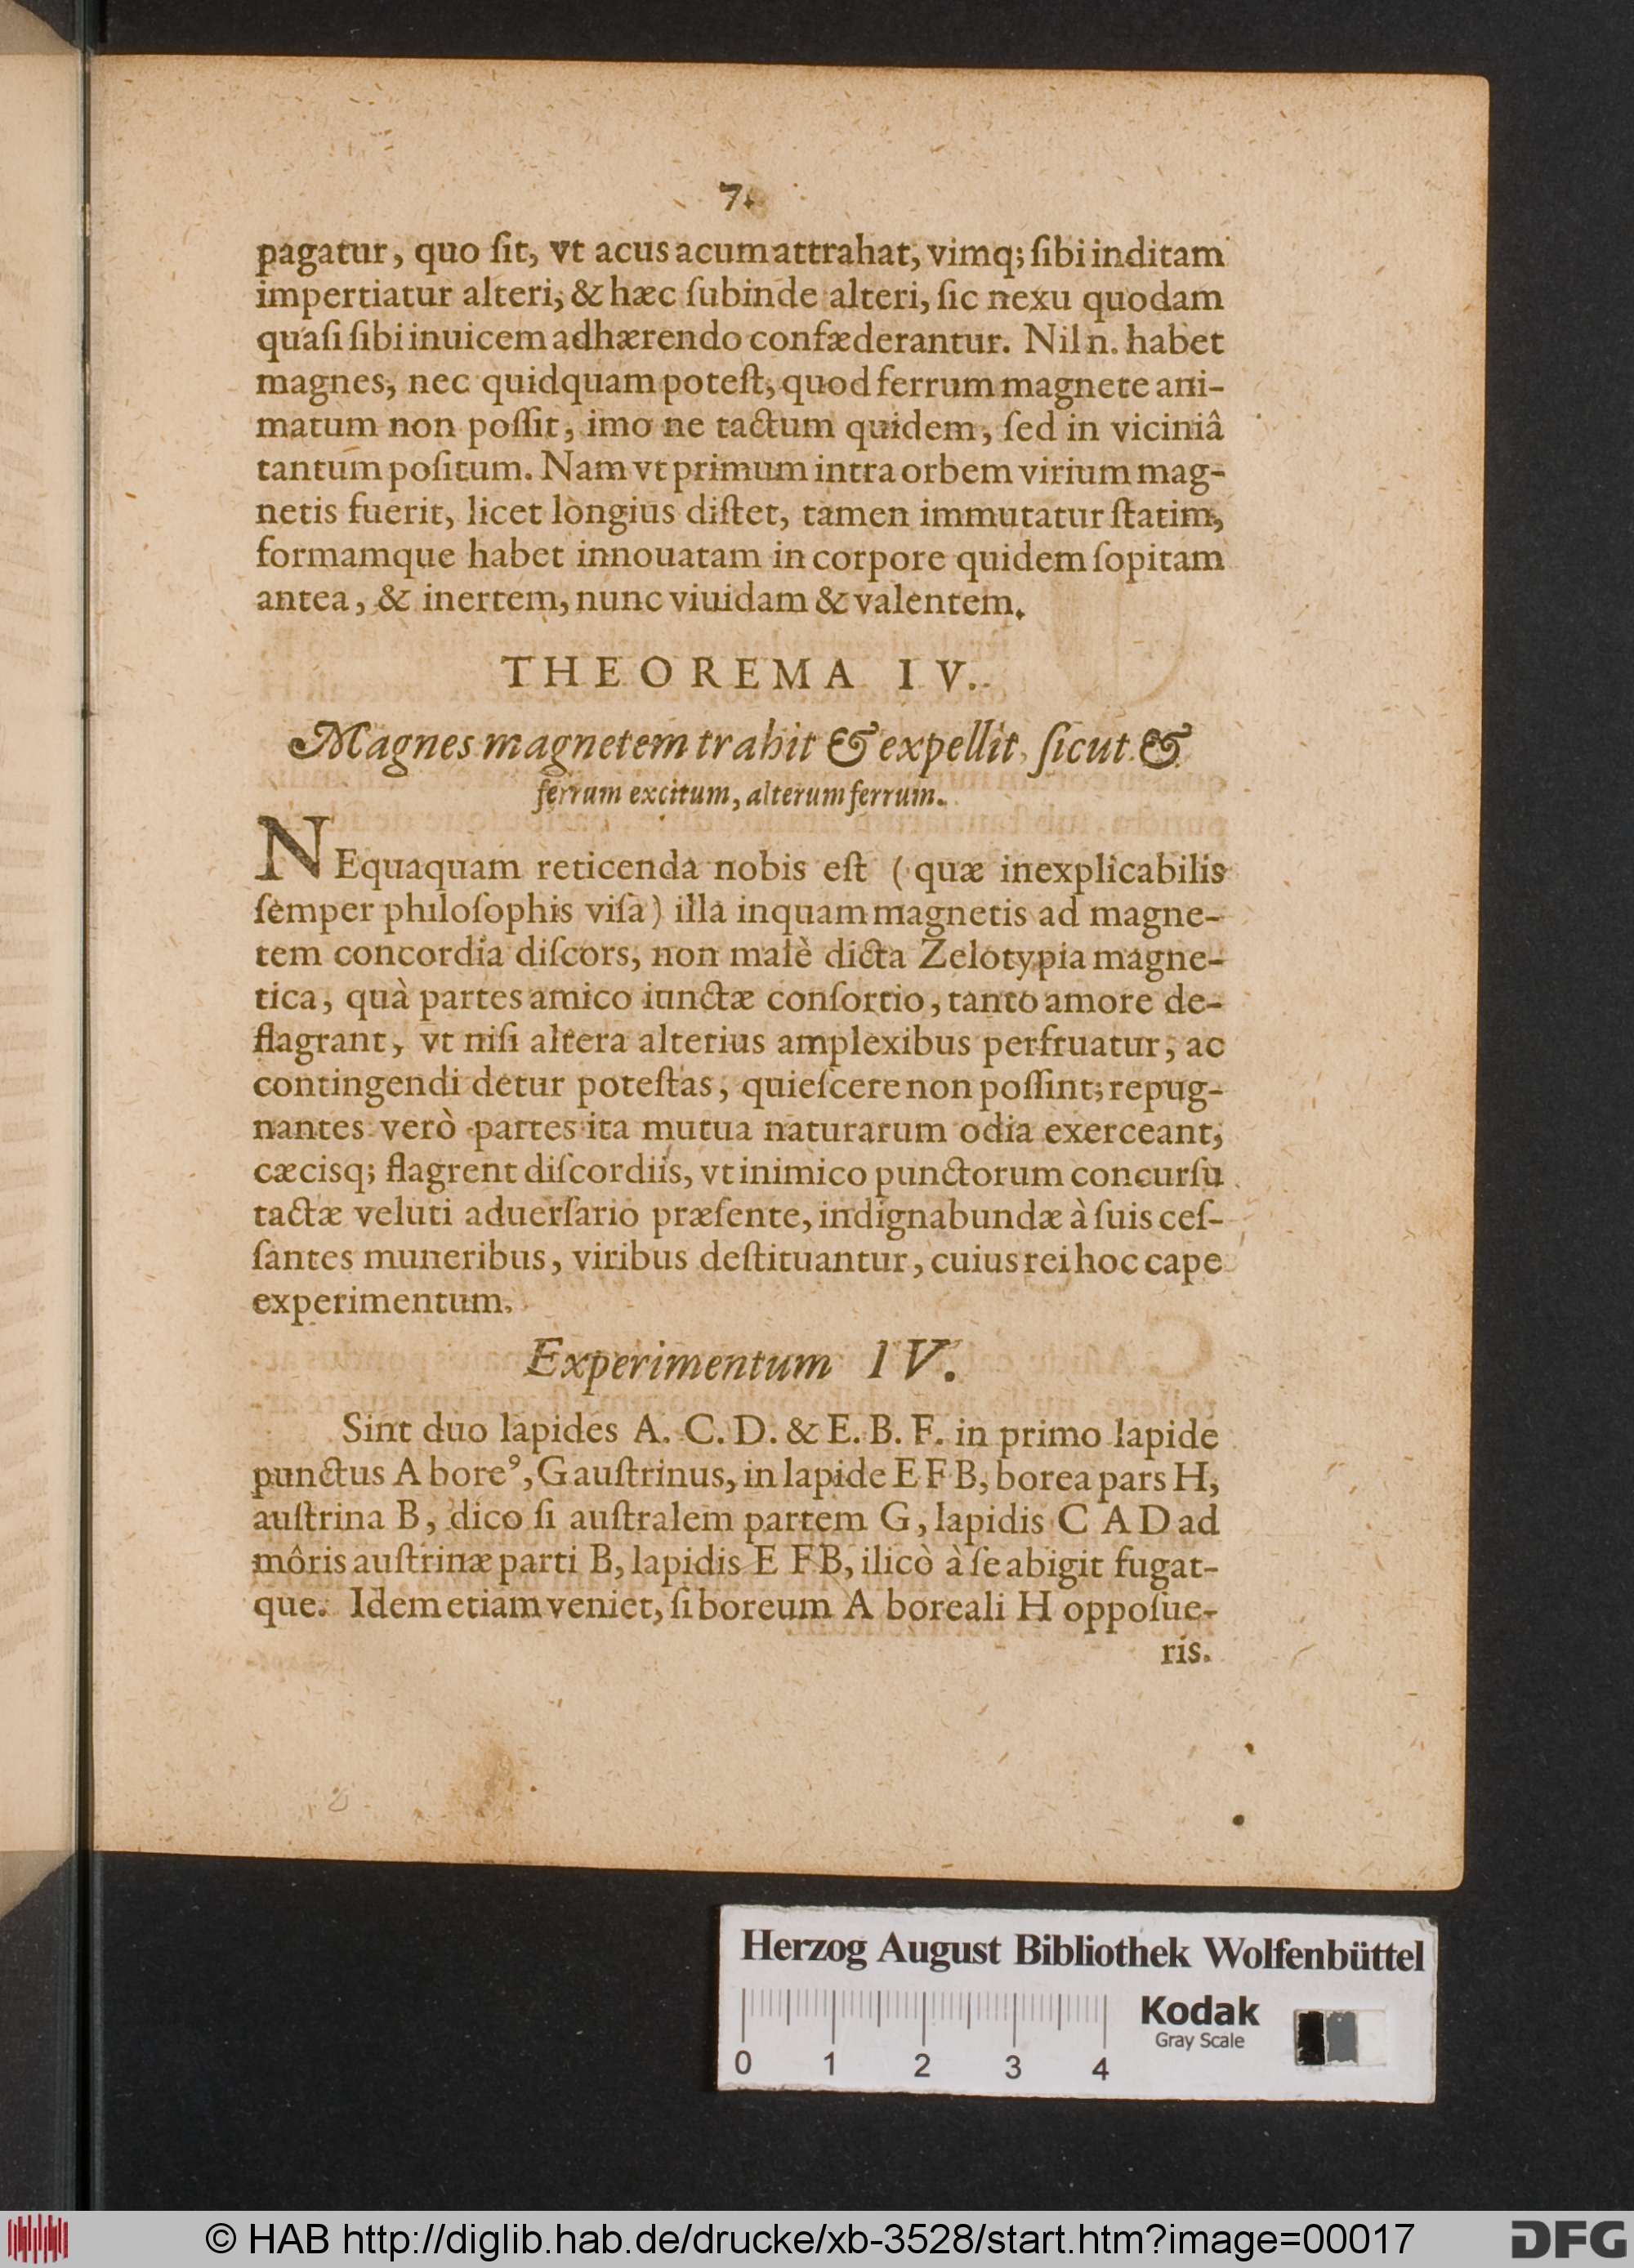 7.
pagatur, quo ſit, vt acus acum attrahat, vimq; ſibi inditam
impertiatur alteri, & hæc ſubinde alteri, ſic nexu quodam
quaſi ſibi inuicem adhærendo confæderantur. Nil n. habet
magnes, nec quidquam poteſt, quod ferrum magnete ani-
matum non poſſit, imo ne tactum quidem, ſed in viciniâ
tantùm poſitum. Nam vt primum intra orbem virium mag-
netis fuerit, licet longius diſtet, tamen immutatur ſtatim,
formamque habet innouatam in corpore quidem ſopitam
antea, & inertem, nunc viuidam & valentem.
THEOREMA IV.
Magnes magnetem trahit & expellit, ſicut &
ferrum excitum, alterum ferrum.
NEquaquam reticenda nobis eſt (quæ inexplicabilis
ſemper philoſophis viſa) illa inquam magnetis ad magne-
tem concordia diſcors, non malè dicta Zelotypia magne-
tica, quà partes amico iunctæ conſortio, tanto amore de-
flagrant, vt niſi altera alterius amplexibus perfruatur, ac
contingendi detur poteſtas, quieſcere non poſſint; repug-
nantes verò partes ita mutua naturarum odia exerceant,
cæcisq; flagrent diſcordiis, vt inimico punctorum concurſu
tactæ veluti aduerſario præſente, indignabundæ à ſuis ceſ-
ſantes muneribus, viribus deſtituantur, cuius rei hoc cape
experimentum.
Experimentum IV.
Sint duo lapides A. C. D. & E. B. F. in primo lapide
punctus A boreꝰ, G auſtrinus, in lapide E F B, borea pars H,
auſtrina B, dico ſi auſtralem partem G, lapidis C A D ad
môris auſtrinæ parti B, lapidis E F B, ilicò à ſe abigit fugat-
que. Idem etiam veniet, ſi boreum A boreali H oppoſue-
ris.
Herzog August Bibliothek Wolfenbüttel
Kodak
Gray Scale
0 1 2 3 4
© HAB http://diglib.hab.de/drucke/xb-3528/start.htm?image=00017
DFG